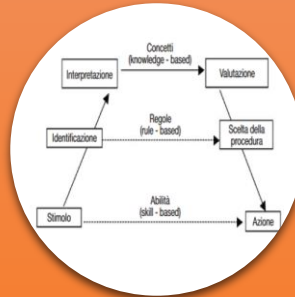 Concetti
(knowledge - based)
Interpretazione
Valutazione
Regole
(rule - based)
Identificazione
Scelta della
procedura
Abilità
(skill - based)
Stimolo
Azione